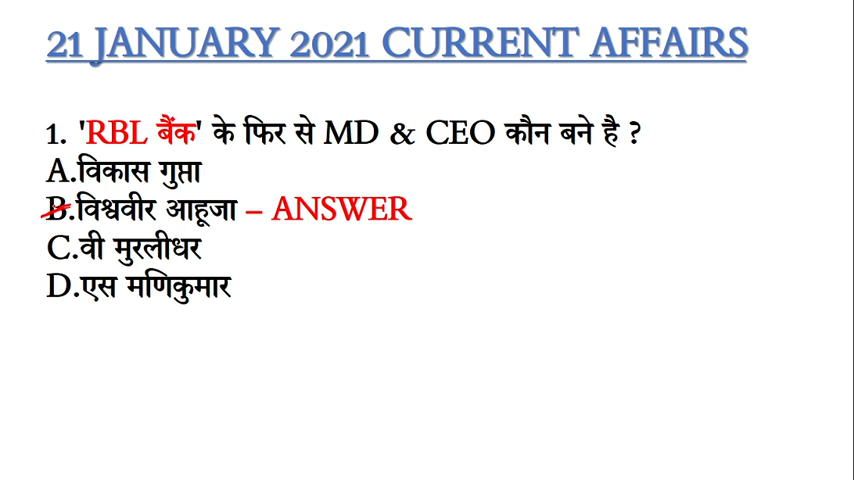 21 JANUARY 2021 CURRENT AFFAIRS
1. 'RBL बैंक' के फिर से MD & CEO कौन बने है ?
A.विकास गुप्ता
B.विश्ववीर आहूजा – ANSWER
C.वी मुरलीधर
D.एस मणिकुमार